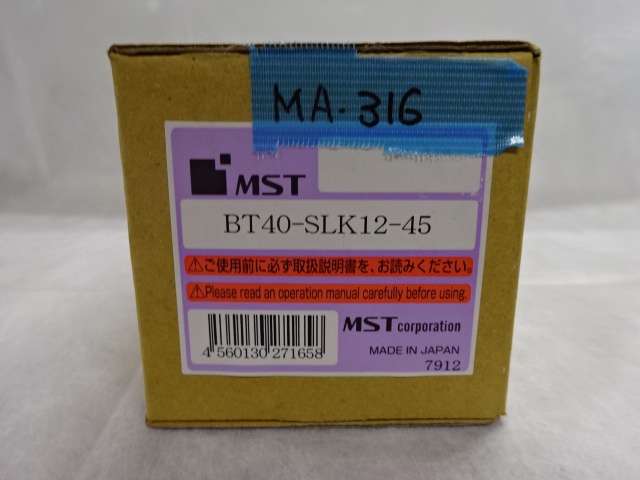 MA-316
MST
BT40-SLK12-45
⚠ご使用前に必ず取扱説明書を、お読みください。
⚠Please read an operation manual carefully before using.
4 560130 271658
MST corporation
MADE IN JAPAN
7912